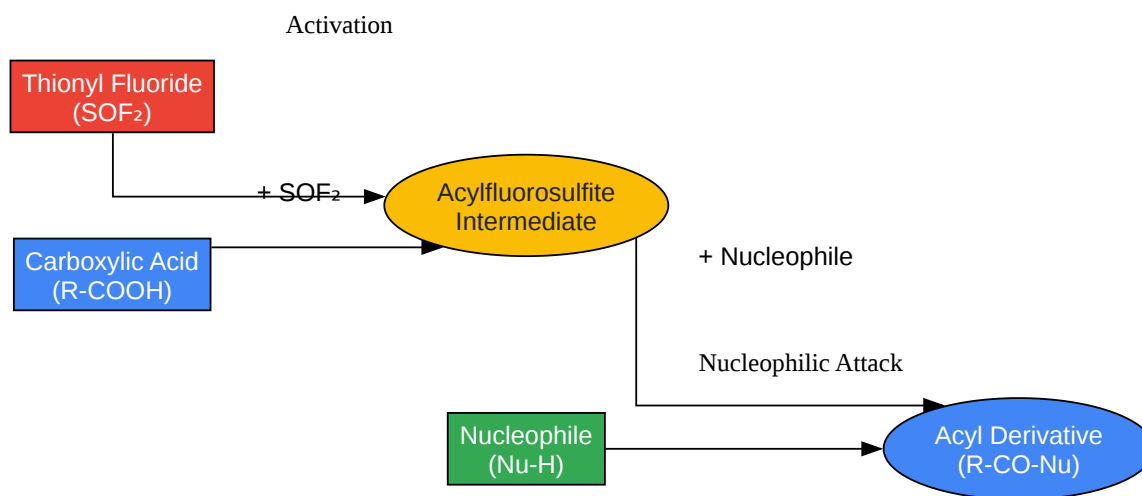 Activation
Thionyl Fluoride
(SOF₂)
+ SOF₂
Acylfluorosulfite
Intermediate
Carboxylic Acid
(R-COOH)
+ Nucleophile
Nucleophilic Attack
Nucleophile
(Nu-H)
Acyl Derivative
(R-CO-Nu)